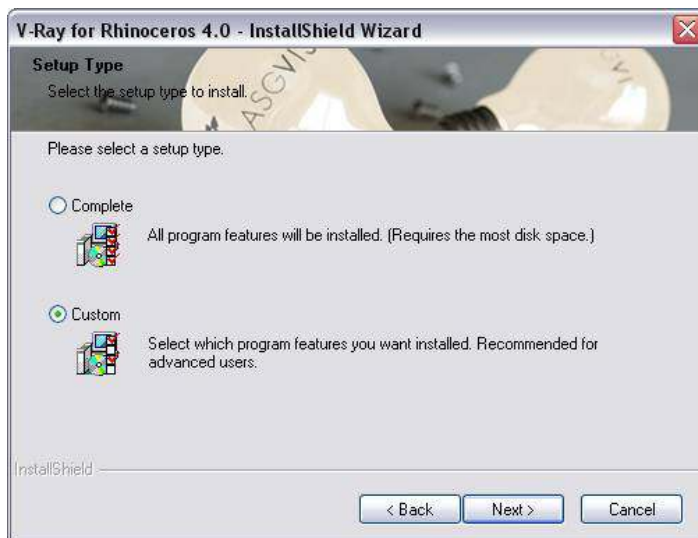 V-Ray for Rhinoceros 4.0 - InstallShield Wizard
Setup Type
Select the setup type to install.
ASGVIS
GVI
Please select a setup type.
Complete
All program features will be installed. (Requires the most disk space.)
Custom
Select which program features you want installed. Recommended for
advanced users.
InstallShield
< Back
Next >
Cancel